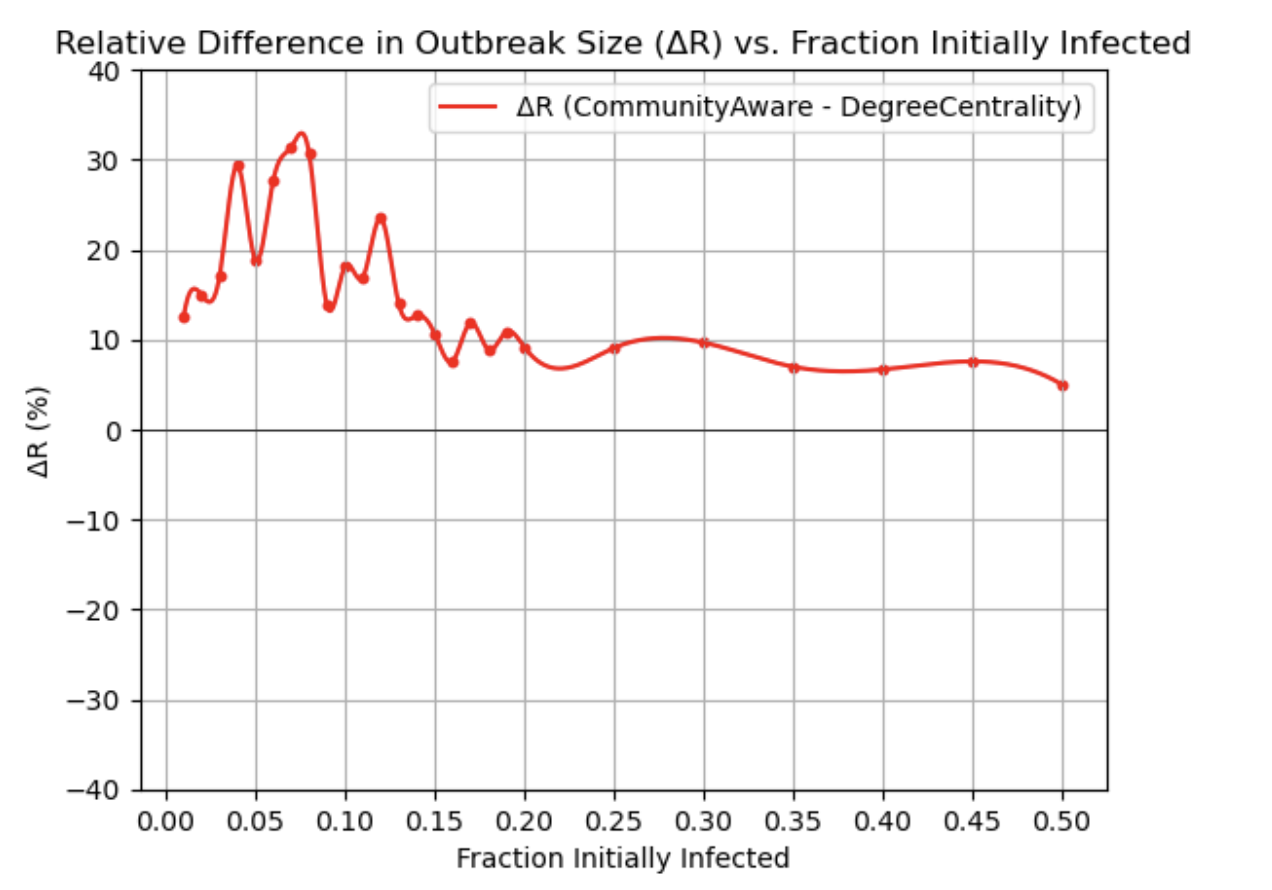 Relative Difference in Outbreak Size (ΔR) vs. Fraction Initially Infected
ΔR (CommunityAware - DegreeCentrality)
40
30
20
10
0
−10
−20
−30
−40
ΔR (%)
0.00 0.05 0.10 0.15 0.20 0.25 0.30 0.35 0.40 0.45 0.50
Fraction Initially Infected